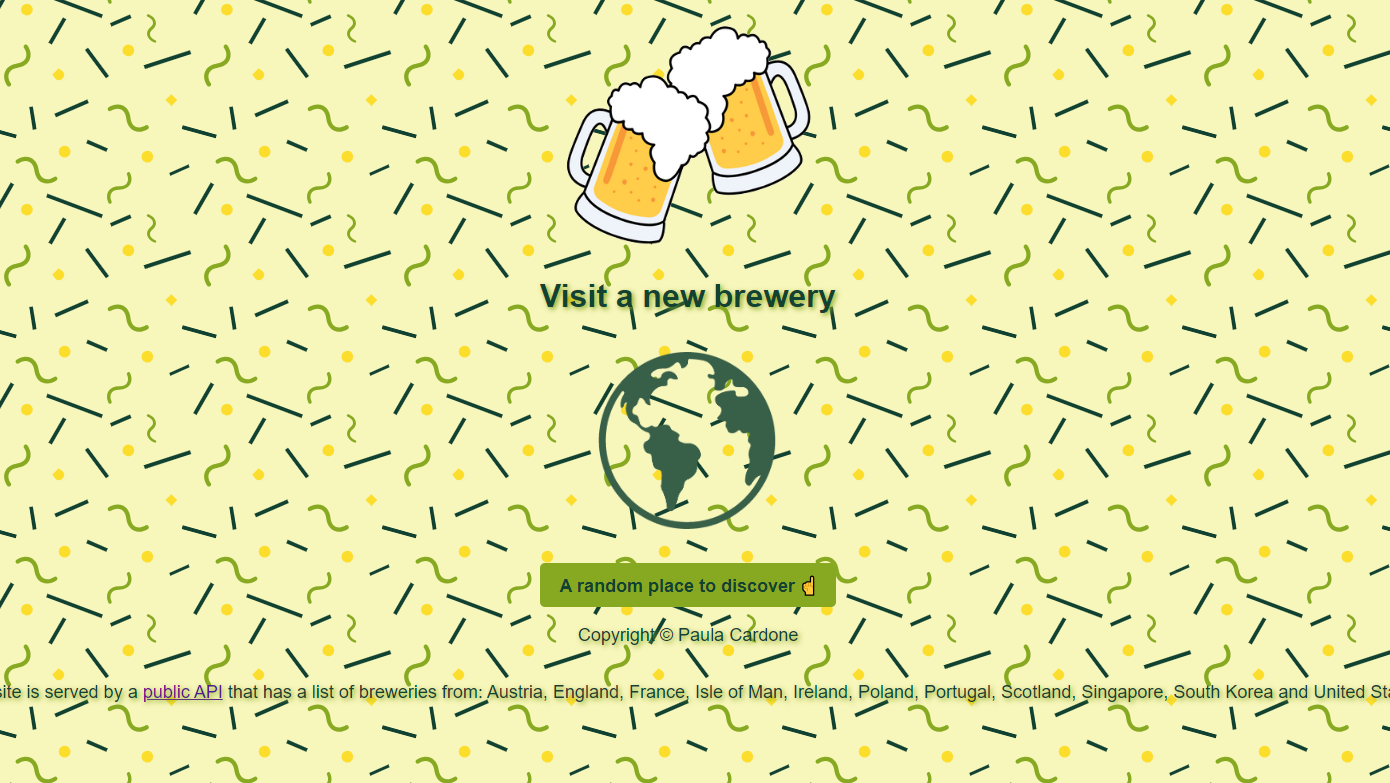 Visit a new brewery
A random place to discover ☝
Copyright © Paula Cardone
site is served by a public API that has a list of breweries from: Austria, England, France, Isle of Man, Ireland, Poland, Portugal, Scotland, Singapore, South Korea and United Sta